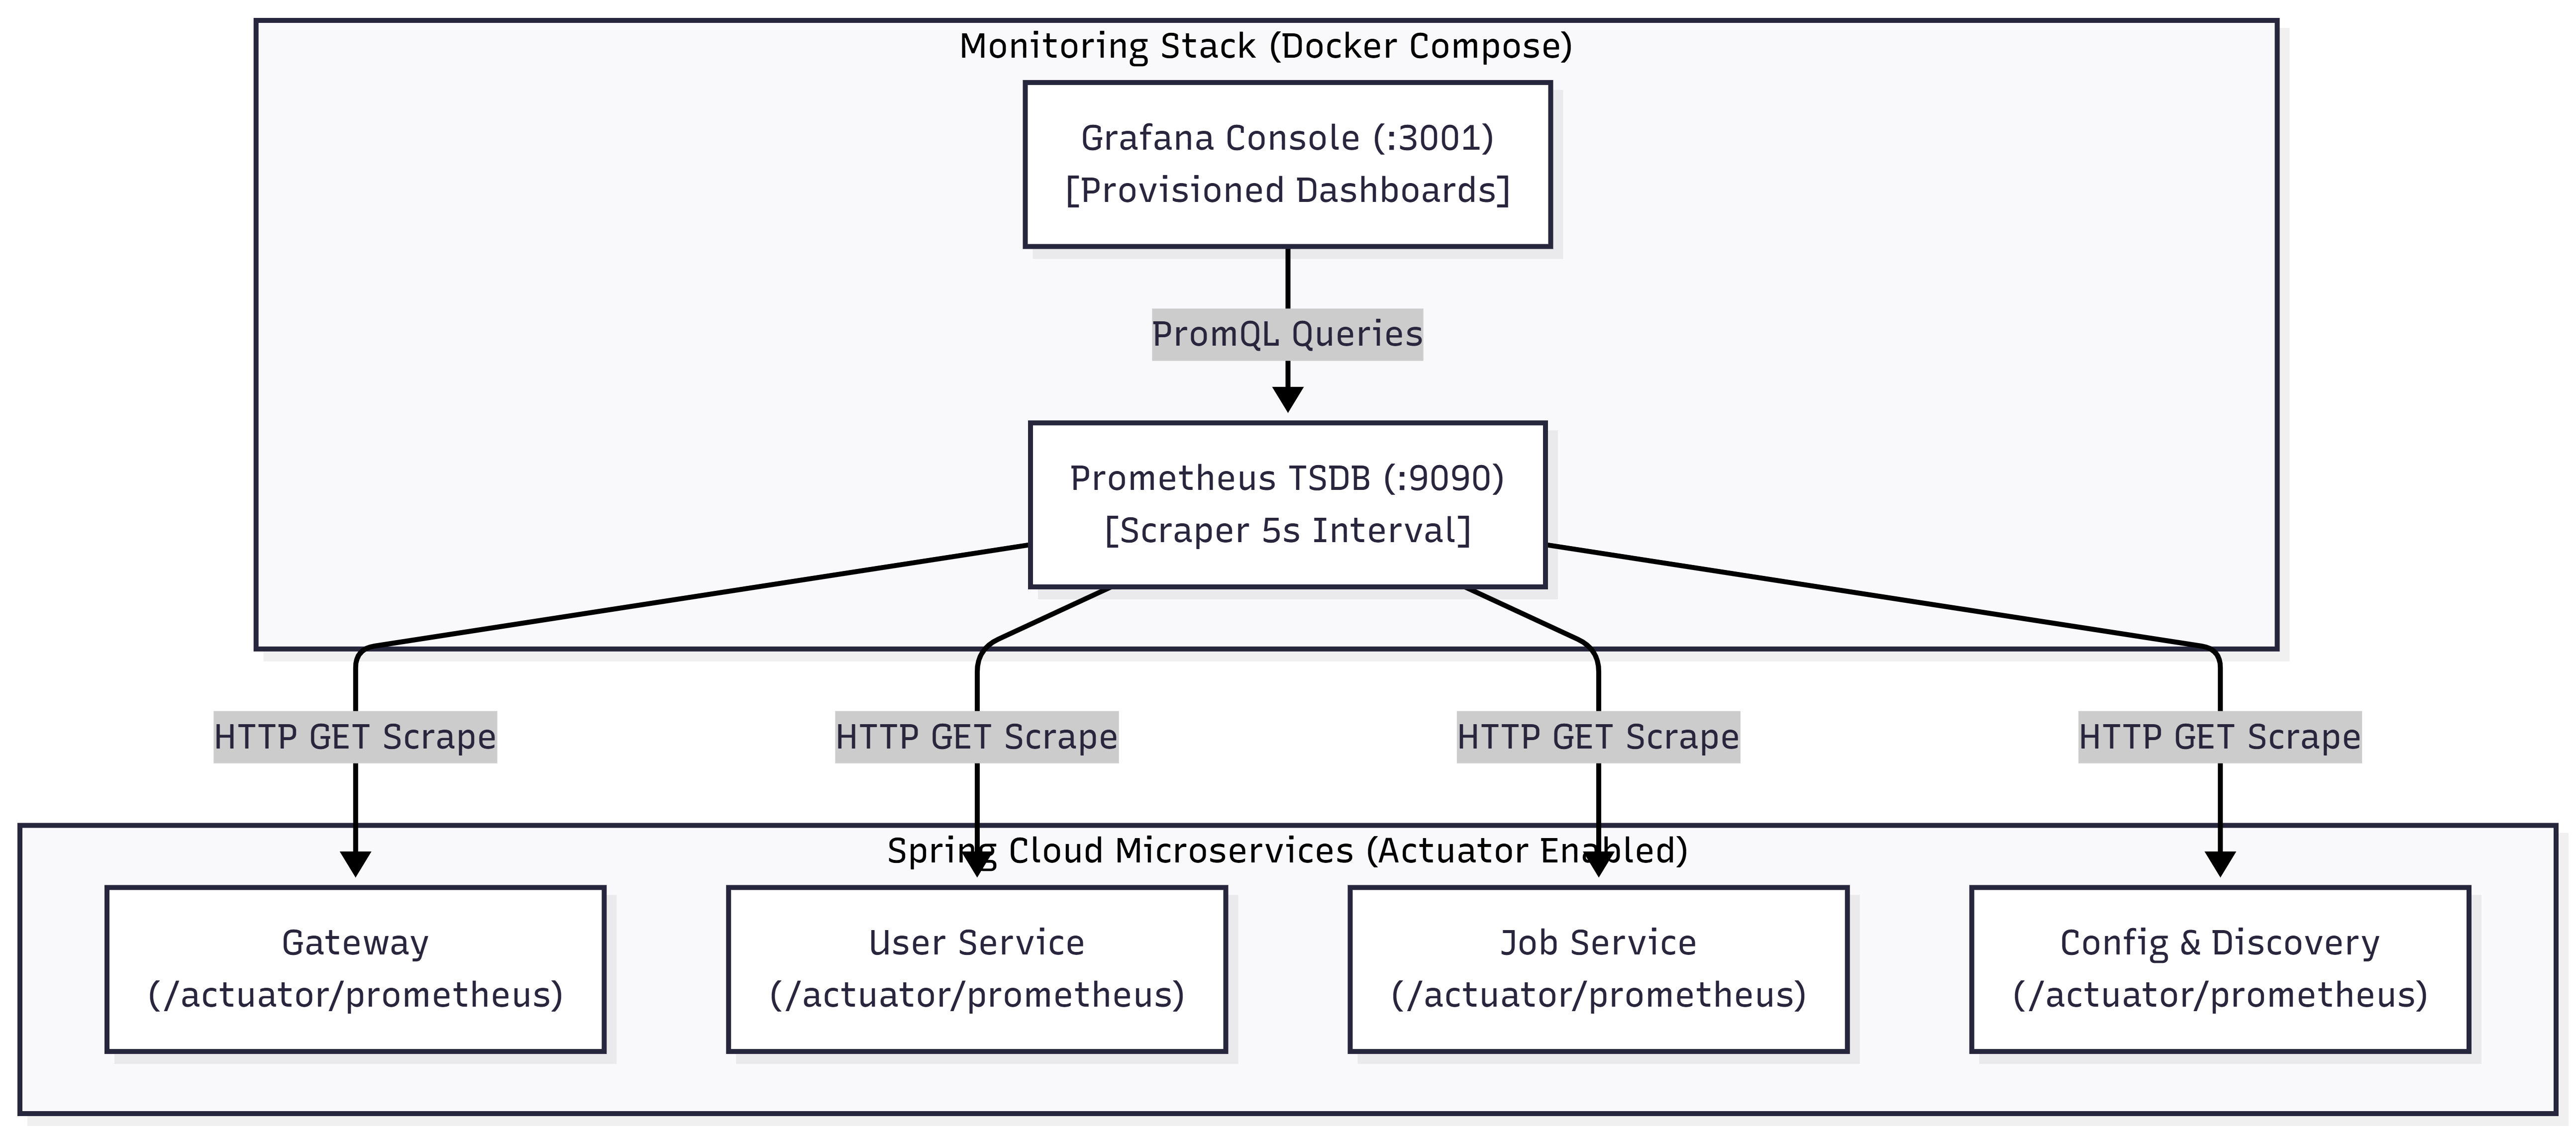 Monitoring Stack (Docker Compose)
Grafana Console (:3001)
[Provisioned Dashboards]
PromQL Queries
Prometheus TSDB (:9090)
[Scraper 5s Interval]
HTTP GET Scrape
HTTP GET Scrape
HTTP GET Scrape
HTTP GET Scrape
Spring Cloud Microservices (Actuator Enabled)
Gateway
(/actuator/prometheus)
User Service
(/actuator/prometheus)
Job Service
(/actuator/prometheus)
Config & Discovery
(/actuator/prometheus)